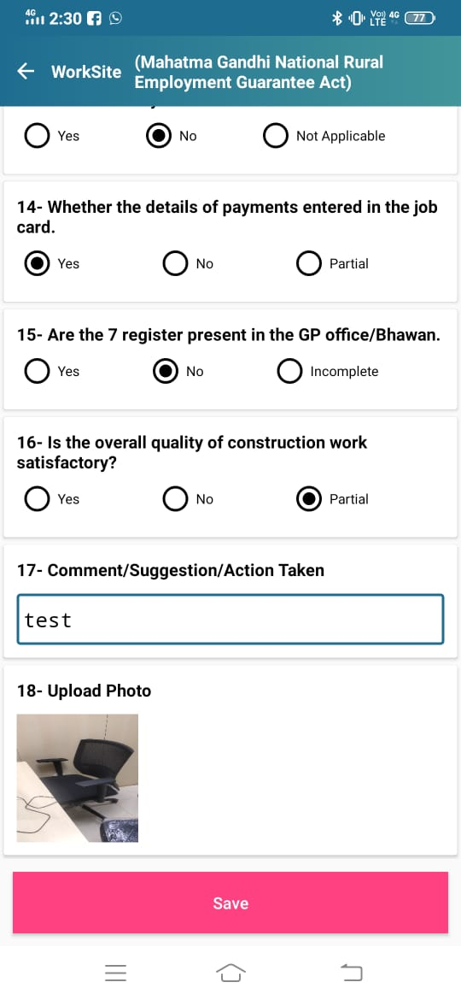 4G 2:30 Vo) LTE 4G 77
WorkSite (Mahatma Gandhi National Rural
Employment Guarantee Act)
Yes No Not Applicable
14- Whether the details of payments entered in the job
card.
Yes No Partial
15- Are the 7 register present in the GP office/Bhawan.
Yes No Incomplete
16- Is the overall quality of construction work
satisfactory?
Yes No Partial
17- Comment/Suggestion/Action Taken
test
18- Upload Photo
Save